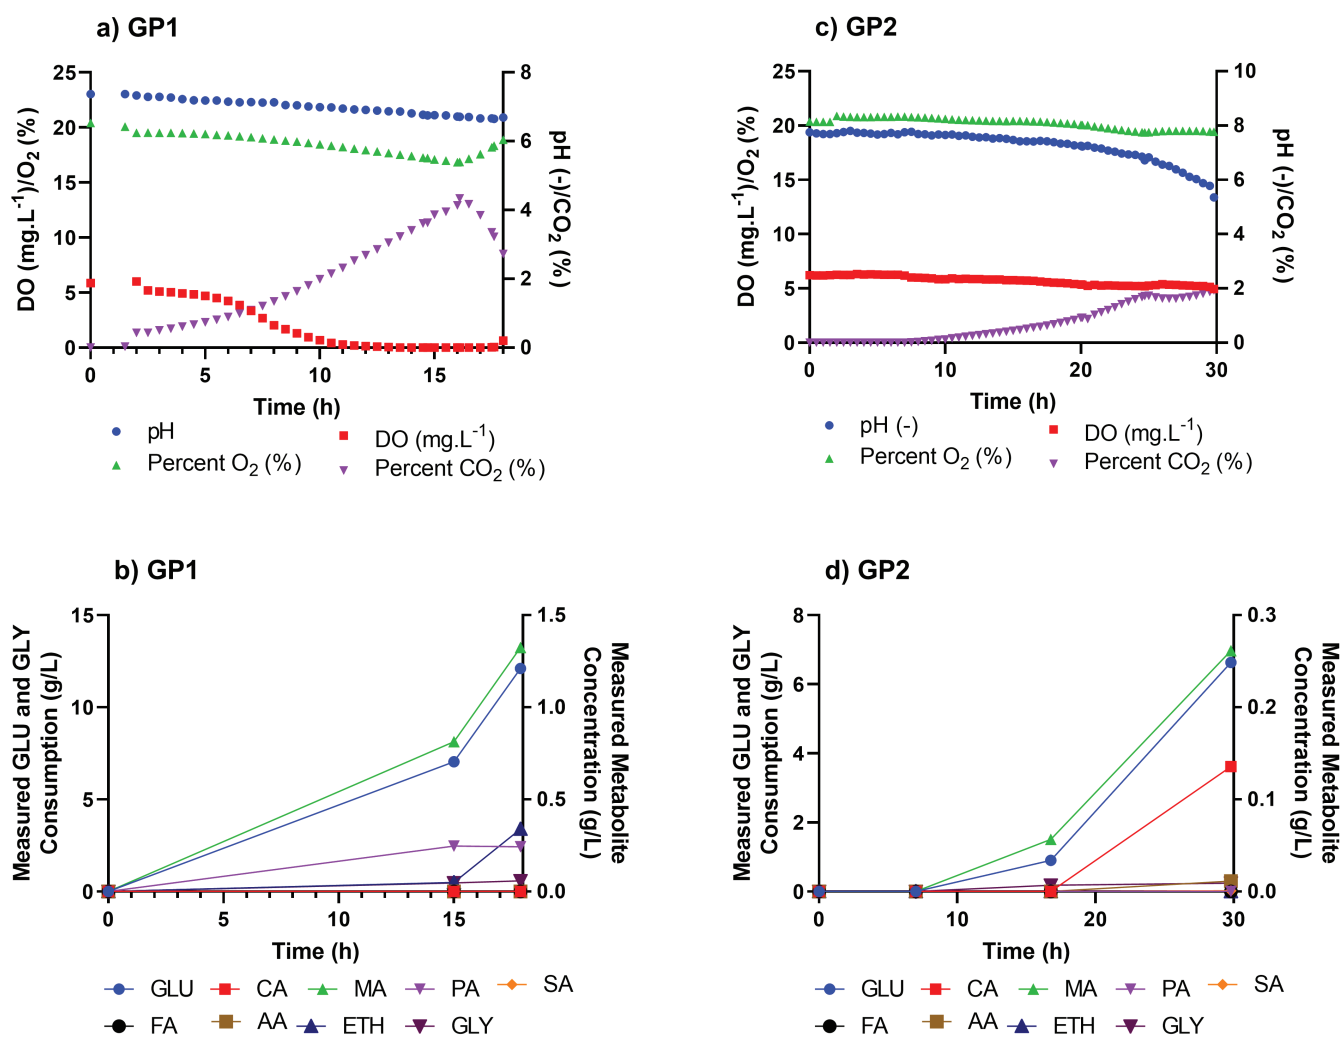 a) GP1
25
20
15
10
5
0
DO (mg.L⁻¹)/O₂ (%)
8
6
4
2
0
pH (-)/CO₂ (%)
0 5 10 15
Time (h)
pH
DO (mg.L⁻¹)
Percent O₂ (%)
Percent CO₂ (%)
c) GP2
25
20
15
10
5
0
DO (mg.L⁻¹)/O₂ (%)
10
8
6
4
2
0
pH (-)/CO₂ (%)
0 10 20 30
Time (h)
pH (-)
DO (mg.L⁻¹)
Percent O₂ (%)
Percent CO₂ (%)
b) GP1
15
10
5
0
Measured GLU and GLY
Consumption (g/L)
1.5
1.0
0.5
0.0
Measured Metabolite
Concentration (g/L)
0 5 10 15
Time (h)
GLU CA MA PA SA
FA AA ETH GLY
d) GP2
8
6
4
2
0
Measured GLU and GLY
Consumption (g/L)
0.3
0.2
0.1
0.0
Measured Metabolite
Concentration (g/L)
0 10 20 30
Time (h)
GLU CA MA PA SA
FA AA ETH GLY